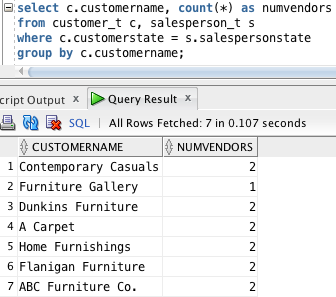 select c.customername, count(*) as numvendors
from customer_t c, salesperson_t s
where c.customerstate = s.salespersonstate
group by c.customername;
cript Output x Query Result x
SQL | All Rows Fetched: 7 in 0.107 seconds
CUSTOMERNAME NUMVENDORS
1 Contemporary Casuals 2
2 Furniture Gallery 1
3 Dunkins Furniture 2
4 A Carpet 2
5 Home Furnishings 2
6 Flanigan Furniture 2
7 ABC Furniture Co. 2